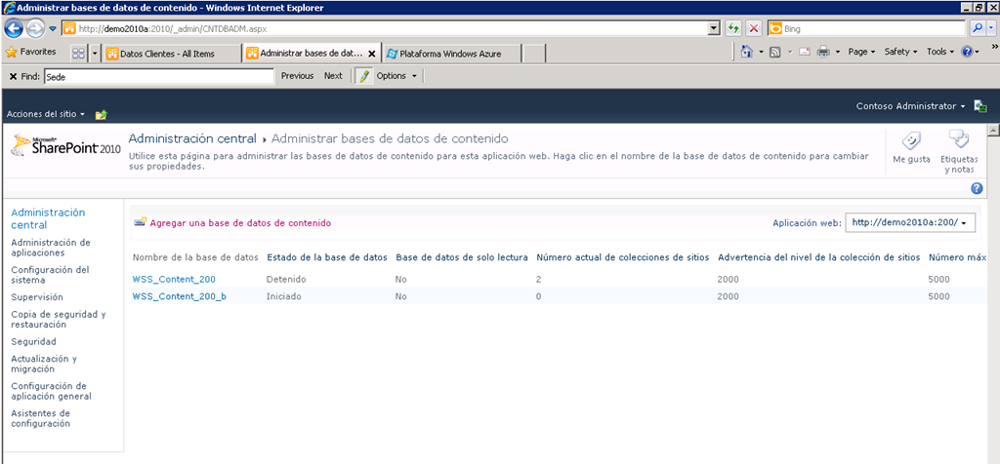 Administrar bases de datos de contenido - Windows Internet Explorer
http://demo2010a:2010/_admin/CNTDBADM.aspx
Bing
Favorites
Datos Clientes - All Items
Administrar bases de dat...
Plataforma Windows Azure
Page
Safety
Tools
Find: Sede
Previous
Next
Options
Contoso Administrator
Acciones del sitio
Microsoft
SharePoint 2010
Administración central
Administrar bases de datos de contenido
Utilice esta página para administrar las bases de datos de contenido para esta aplicación web. Haga clic en el nombre de la base de datos de contenido para cambiar
sus propiedades.
Me gusta
Etiquetas
y notas
Administración
central
Administración de
aplicaciones
Configuración del
sistema
Supervisión
Copia de seguridad y
restauración
Seguridad
Actualización y
migración
Configuración de
aplicación general
Asistentes de
configuración
Agregar una base de datos de contenido
Aplicación web: http://demo2010a:200/
Nombre de la base de datos Estado de la base de datos Base de datos de solo lectura Número actual de colecciones de sitios Advertencia del nivel de la colección de sitios Número máx
WSS_Content_200 Detenido No 2 2000 5000
WSS_Content_200_b Iniciado No 0 2000 5000